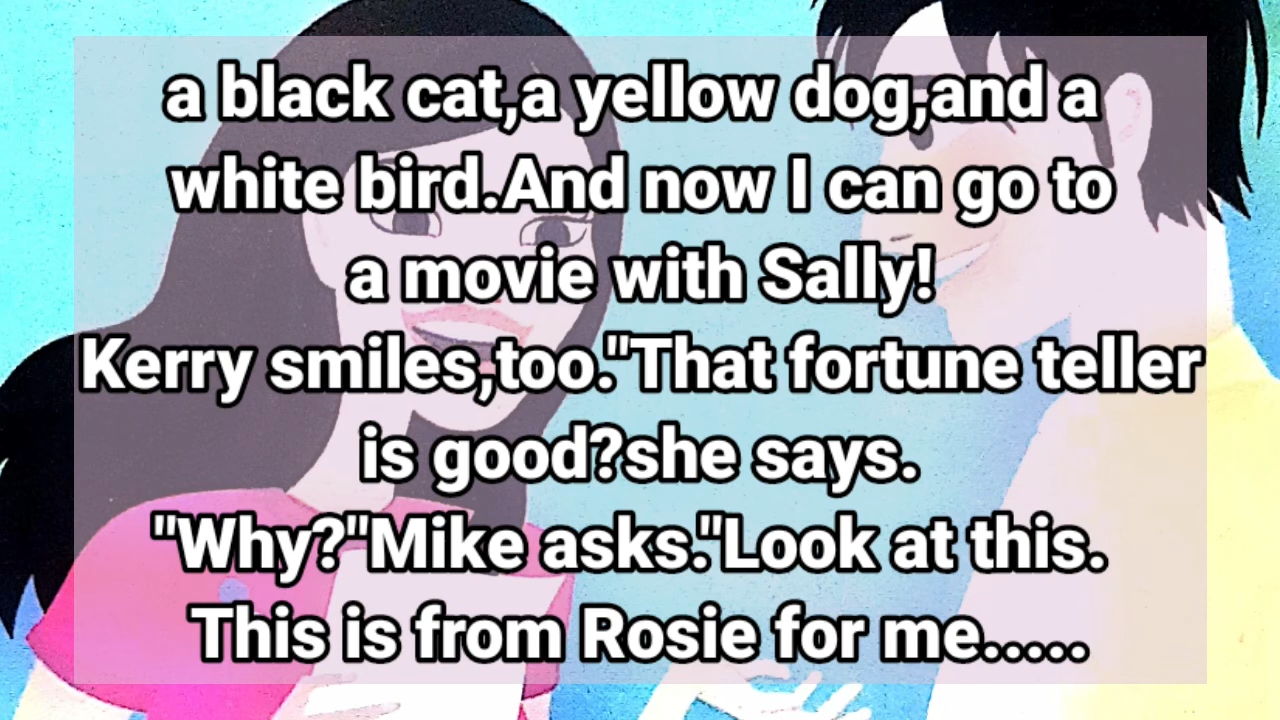 a black cat,a yellow dog,and a
white bird.And now I can go to
a movie with Sally!
Kerry smiles,too."That fortune teller
is good?she says.
"Why?"Mike asks."Look at this.
This is from Rosie for me.....